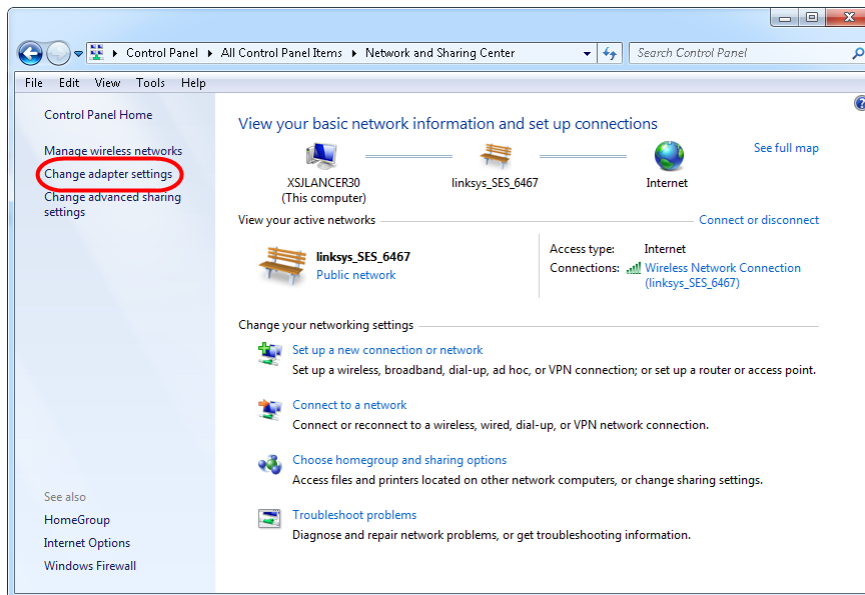 Control Panel ▸ All Control Panel Items ▸ Network and Sharing Center
Search Control Panel
File Edit View Tools Help
Control Panel Home
Manage wireless networks
Change adapter settings
Change advanced sharing
settings
See also
HomeGroup
Internet Options
Windows Firewall
View your basic network information and set up connections
See full map
XSJLANCER30
(This computer)
linksys_SES_6467
Internet
View your active networks
Connect or disconnect
linksys_SES_6467
Public network
Access type: Internet
Connections: Wireless Network Connection
(linksys_SES_6467)
Change your networking settings
Set up a new connection or network
Set up a wireless, broadband, dial-up, ad hoc, or VPN connection; or set up a router or access point.
Connect to a network
Connect or reconnect to a wireless, wired, dial-up, or VPN network connection.
Choose homegroup and sharing options
Access files and printers located on other network computers, or change sharing settings.
Troubleshoot problems
Diagnose and repair network problems, or get troubleshooting information.